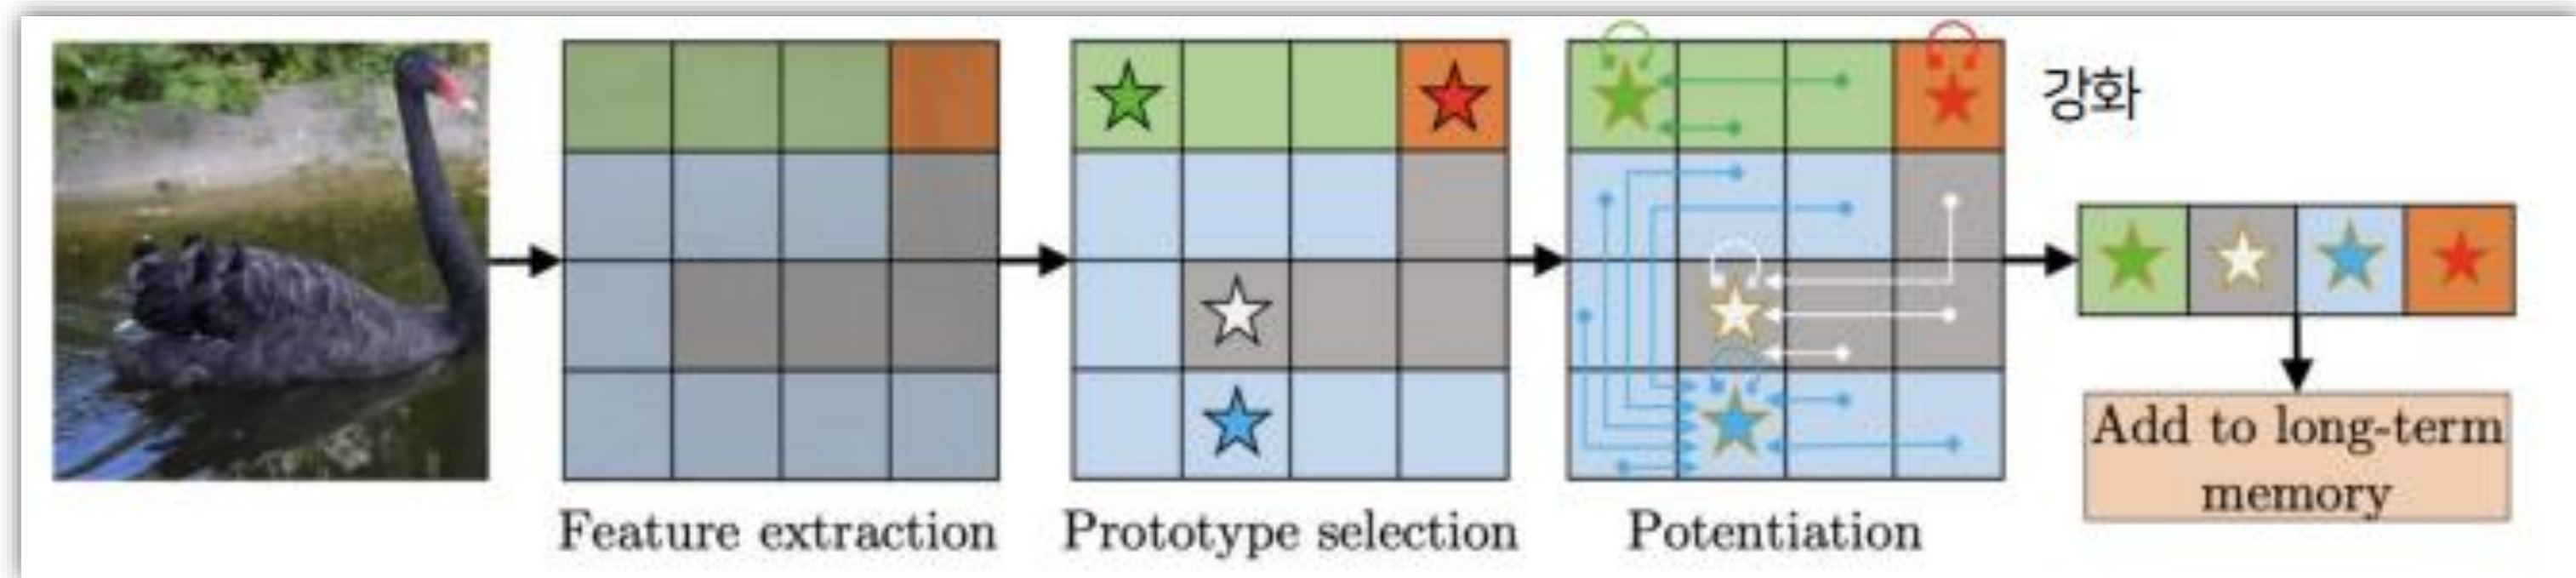 강화
Add to long-term
memory
Feature extraction
Prototype selection
Potentiation